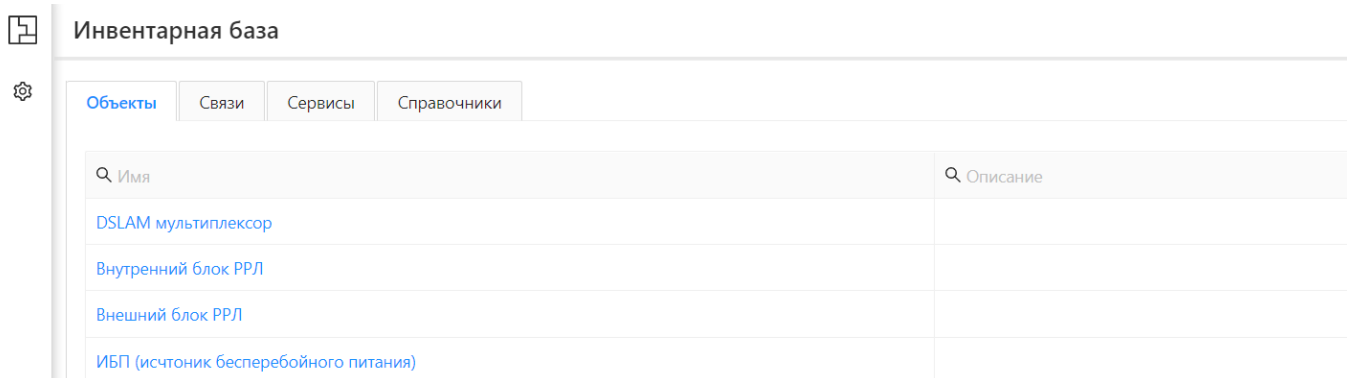 Инвентарная база
Объекты Связи Сервисы Справочники
Имя Описание
DSLAM мультиплексор
Внутренний блок РРЛ
Внешний блок РРЛ
ИБП (исчтоник бесперебойного питания)